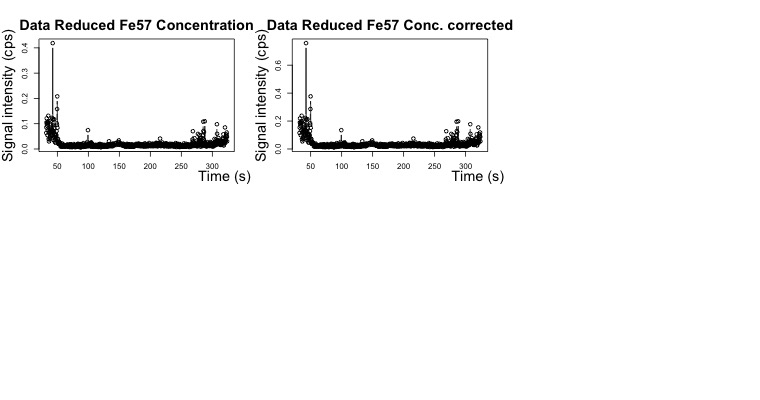 Data Reduced Fe57 Concentration
Signal intensity (cps)
0.0 0.1 0.2 0.3 0.4
50 100 150 200 250 300
Time (s)
Data Reduced Fe57 Conc. corrected
Signal intensity (cps)
0.0 0.2 0.4 0.6
50 100 150 200 250 300
Time (s)